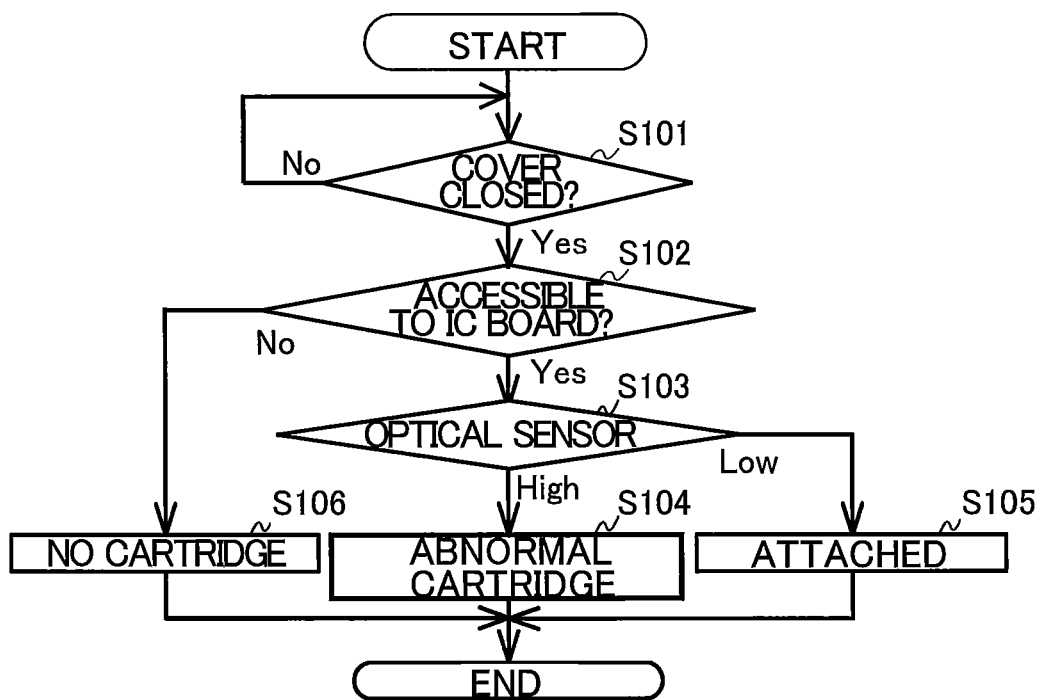 START
S101
No
COVER
CLOSED?
Yes
S102
ACCESSIBLE
TO IC BOARD?
No
Yes
S103
OPTICAL SENSOR
Low
High
S106
S104
S105
NO CARTRIDGE
ABNORMAL
CARTRIDGE
ATTACHED
END